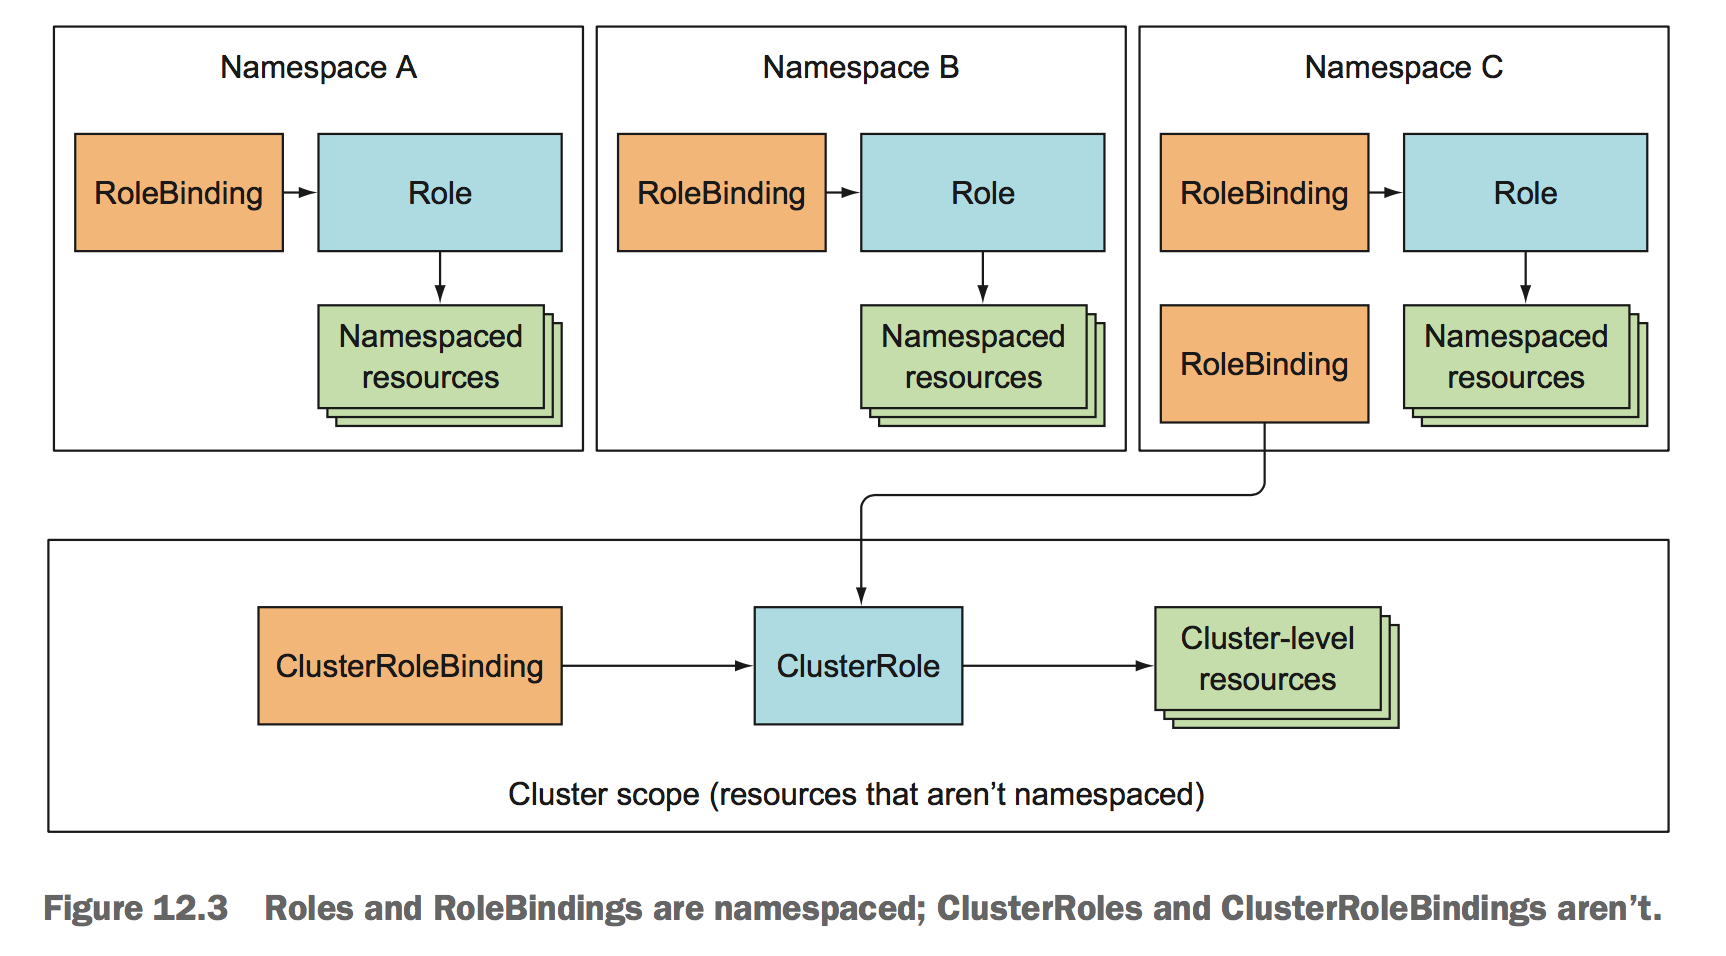 Namespace A
RoleBinding
Role
Namespaced
resources
Namespace B
RoleBinding
Role
Namespaced
resources
Namespace C
RoleBinding
Role
RoleBinding
Namespaced
resources
ClusterRoleBinding
ClusterRole
Cluster-level
resources
Cluster scope (resources that aren’t namespaced)
Figure 12.3 Roles and RoleBindings are namespaced; ClusterRoles and ClusterRoleBindings aren’t.